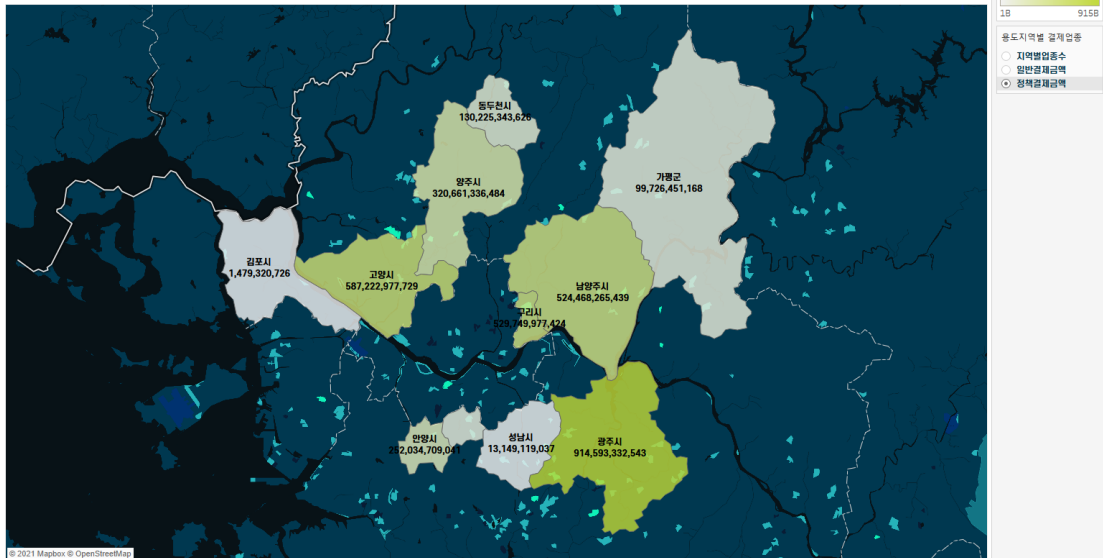 1B 915B
용도지역별 결제업종
지역별업종수
일반결제금액
정책결제금액
동두천시
130,225,343,626
가평군
99,726,451,168
양주시
320,661,336,484
김포시
1,479,320,726
고양시
587,222,977,729
남양주시
524,468,265,439
구리시
529,749,977,424
안양시
252,034,709,041
성남시
13,149,119,037
광주시
914,593,332,543
© 2021 Mapbox © OpenStreetMap